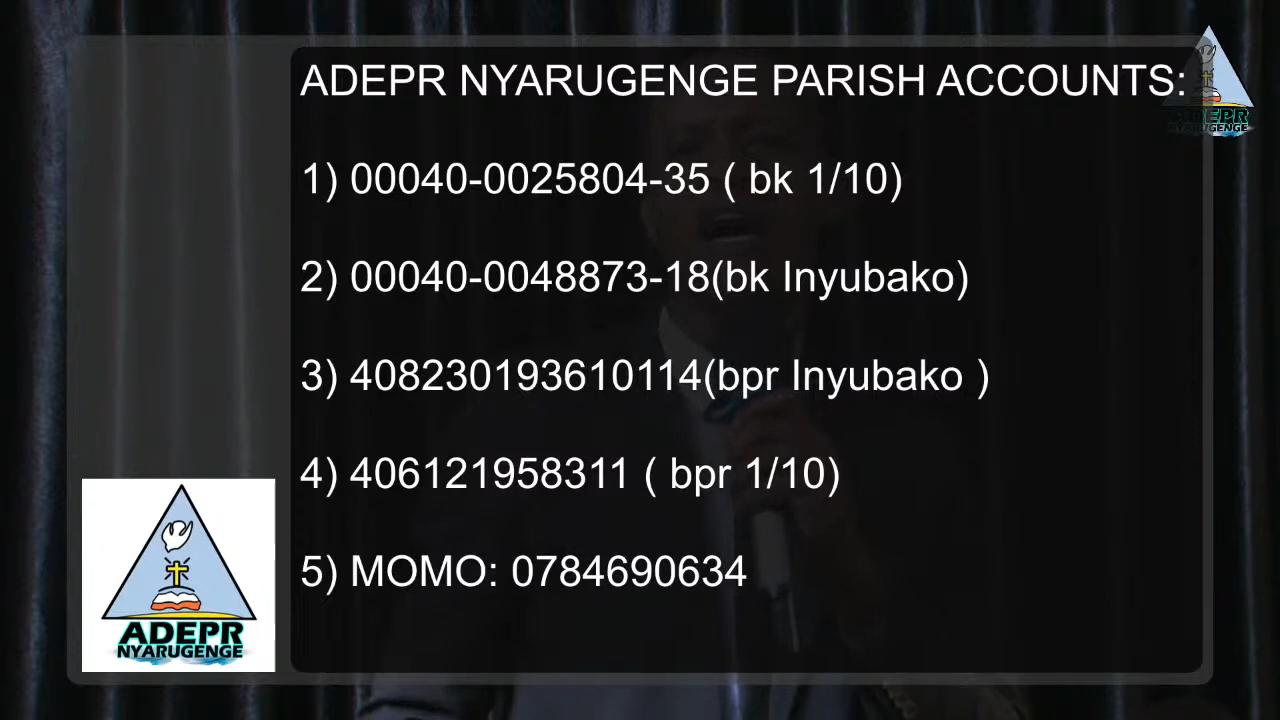 ADEPR NYARUGENGE PARISH ACCOUNTS:
1) 00040-0025804-35 ( bk 1/10)
2) 00040-0048873-18(bk Inyubako)
3) 408230193610114(bpr Inyubako )
4) 406121958311 ( bpr 1/10)
5) MOMO: 0784690634
ADEPR
NYARUGENGE
ADEPR
NYARUGENGE